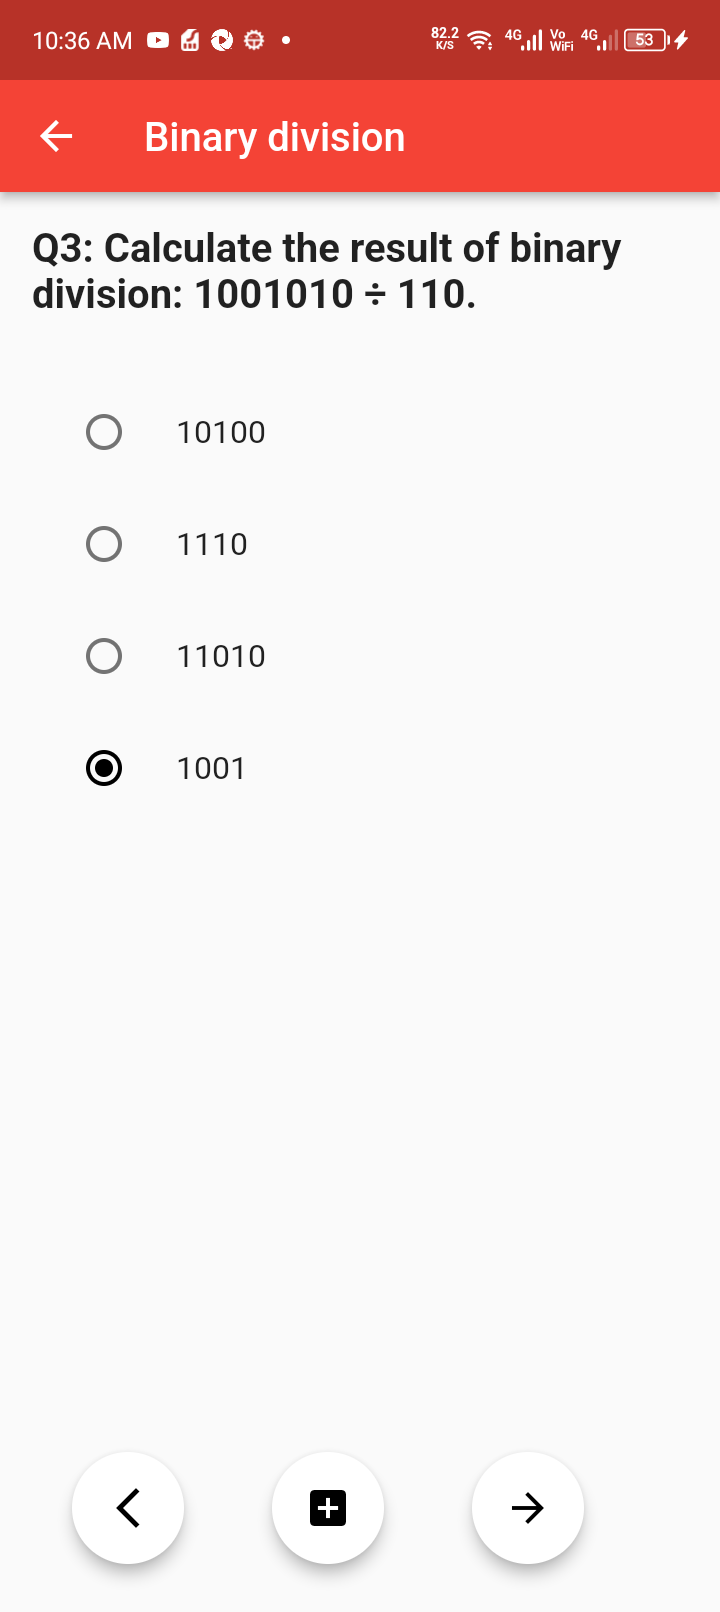 10:36 AM 82.2 K/S 4G Vo WiFi 4G 53
Binary division
Q3: Calculate the result of binary
division: 1001010 ÷ 110.
10100
1110
11010
1001